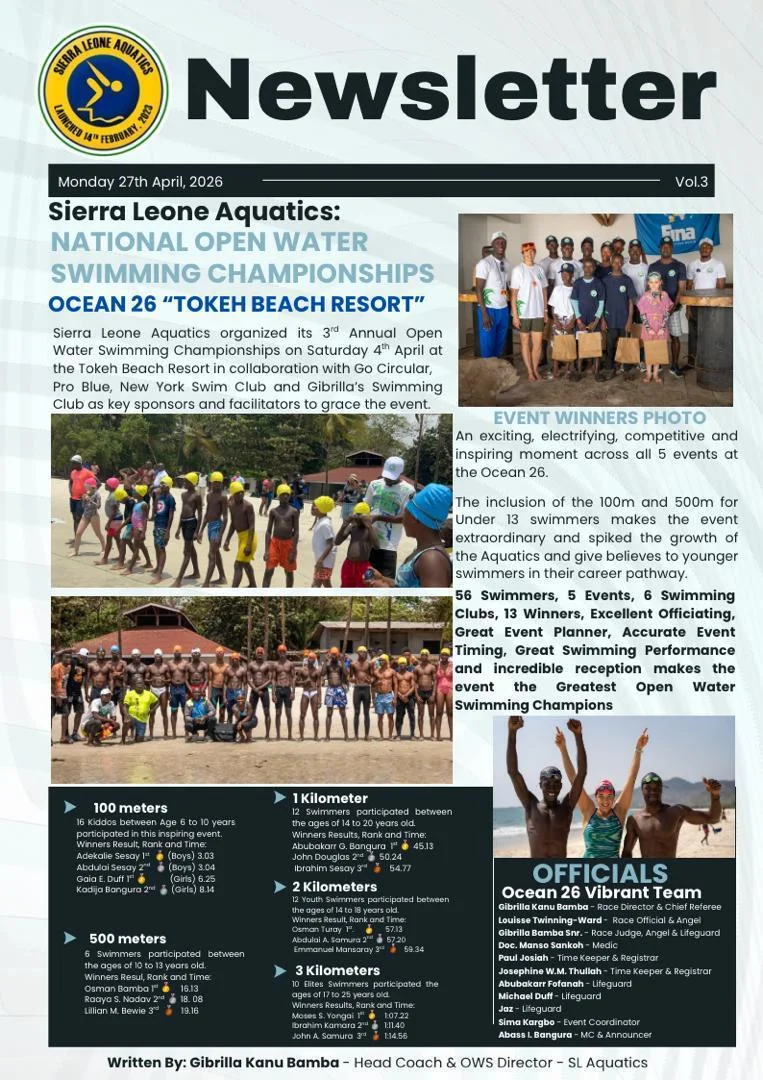 SIERRA LEONE AQUATICS
LAUNCHED 14TH FEBRUARY, 2023
Newsletter
Monday 27th April, 2026
Vol.3
Sierra Leone Aquatics:
NATIONAL OPEN WATER
SWIMMING CHAMPIONSHIPS
OCEAN 26 “TOKEH BEACH RESORT”
Sierra Leone Aquatics organized its 3rd Annual Open
Water Swimming Championships on Saturday 4th April at
the Tokeh Beach Resort in collaboration with Go Circular,
Pro Blue, New York Swim Club and Gibrilla’s Swimming
Club as key sponsors and facilitators to grace the event.
fina
EVENT WINNERS PHOTO
An exciting, electrifying, competitive and
inspiring moment across all 5 events at
the Ocean 26.
The inclusion of the 100m and 500m for
Under 13 swimmers makes the event
extraordinary and spiked the growth of
the Aquatics and give believes to younger
swimmers in their career pathway.
56 Swimmers, 5 Events, 6 Swimming
Clubs, 13 Winners, Excellent Officiating,
Great Event Planner, Accurate Event
Timing, Great Swimming Performance
and incredible reception makes the
event the Greatest Open Water
Swimming Champions
100 meters
16 Kiddos between Age 6 to 10 years
participated in this inspiring event.
Winners Result, Rank and Time:
Adekalie Sesay 1st 🥇 (Boys) 3.03
Abdulai Sesay 2nd 🥈 (Boys) 3.04
Gaia E. Duff 1st 🥇 (Girls) 6.25
Kadija Bangura 2nd 🥈 (Girls) 8.14
500 meters
6 Swimmers participated between
the ages of 10 to 13 years old.
Winners Resul, Rank and Time:
Osman Bamba 1st 🥇 16.13
Raaya S. Nadav 2nd 🥈 18. 08
Lillian M. Bewie 3rd 🥉 19.16
1 Kilometer
12 Swimmers participated between
the ages of 14 to 20 years old.
Winners Results, Rank and Time:
Abubakarr G. Bangura 1st 🥇 45.13
John Douglas 2nd 🥈 50.24
Ibrahim Sesay 3rd 🥉 54.77
2 Kilometers
12 Youth Swimmers participated between
the ages of 14 to 18 years old.
Winners Result, Rank and Time:
Osman Turay 1st. 🥇 57.13
Abdulai A. Samura 2nd 🥈 57.20
Emmanuel Mansaray 3rd 🥉 59.34
3 Kilometers
10 Elites Swimmers participated the
ages of 17 to 25 years old.
Winners Results, Rank and Time:
Moses S. Yongai 1st 🥇 1:07.22
Ibrahim Kamara 2nd 🥈 1:11.40
John A. Samura 3rd 🥉 1:14.56
OFFICIALS
Ocean 26 Vibrant Team
Gibrilla Kanu Bamba - Race Director & Chief Referee
Louisse Twinning-Ward - Race Official & Angel
Gibrilla Bamba Snr. - Race Judge, Angel & Lifeguard
Doc. Manso Sankoh - Medic
Paul Josiah - Time Keeper & Registrar
Josephine W.M. Thullah - Time Keeper & Registrar
Abubakarr Fofanah - Lifeguard
Michael Duff - Lifeguard
Jaz - Lifeguard
Sima Kargbo - Event Coordinator
Abass I. Bangura - MC & Announcer
Written By: Gibrilla Kanu Bamba - Head Coach & OWS Director - SL Aquatics